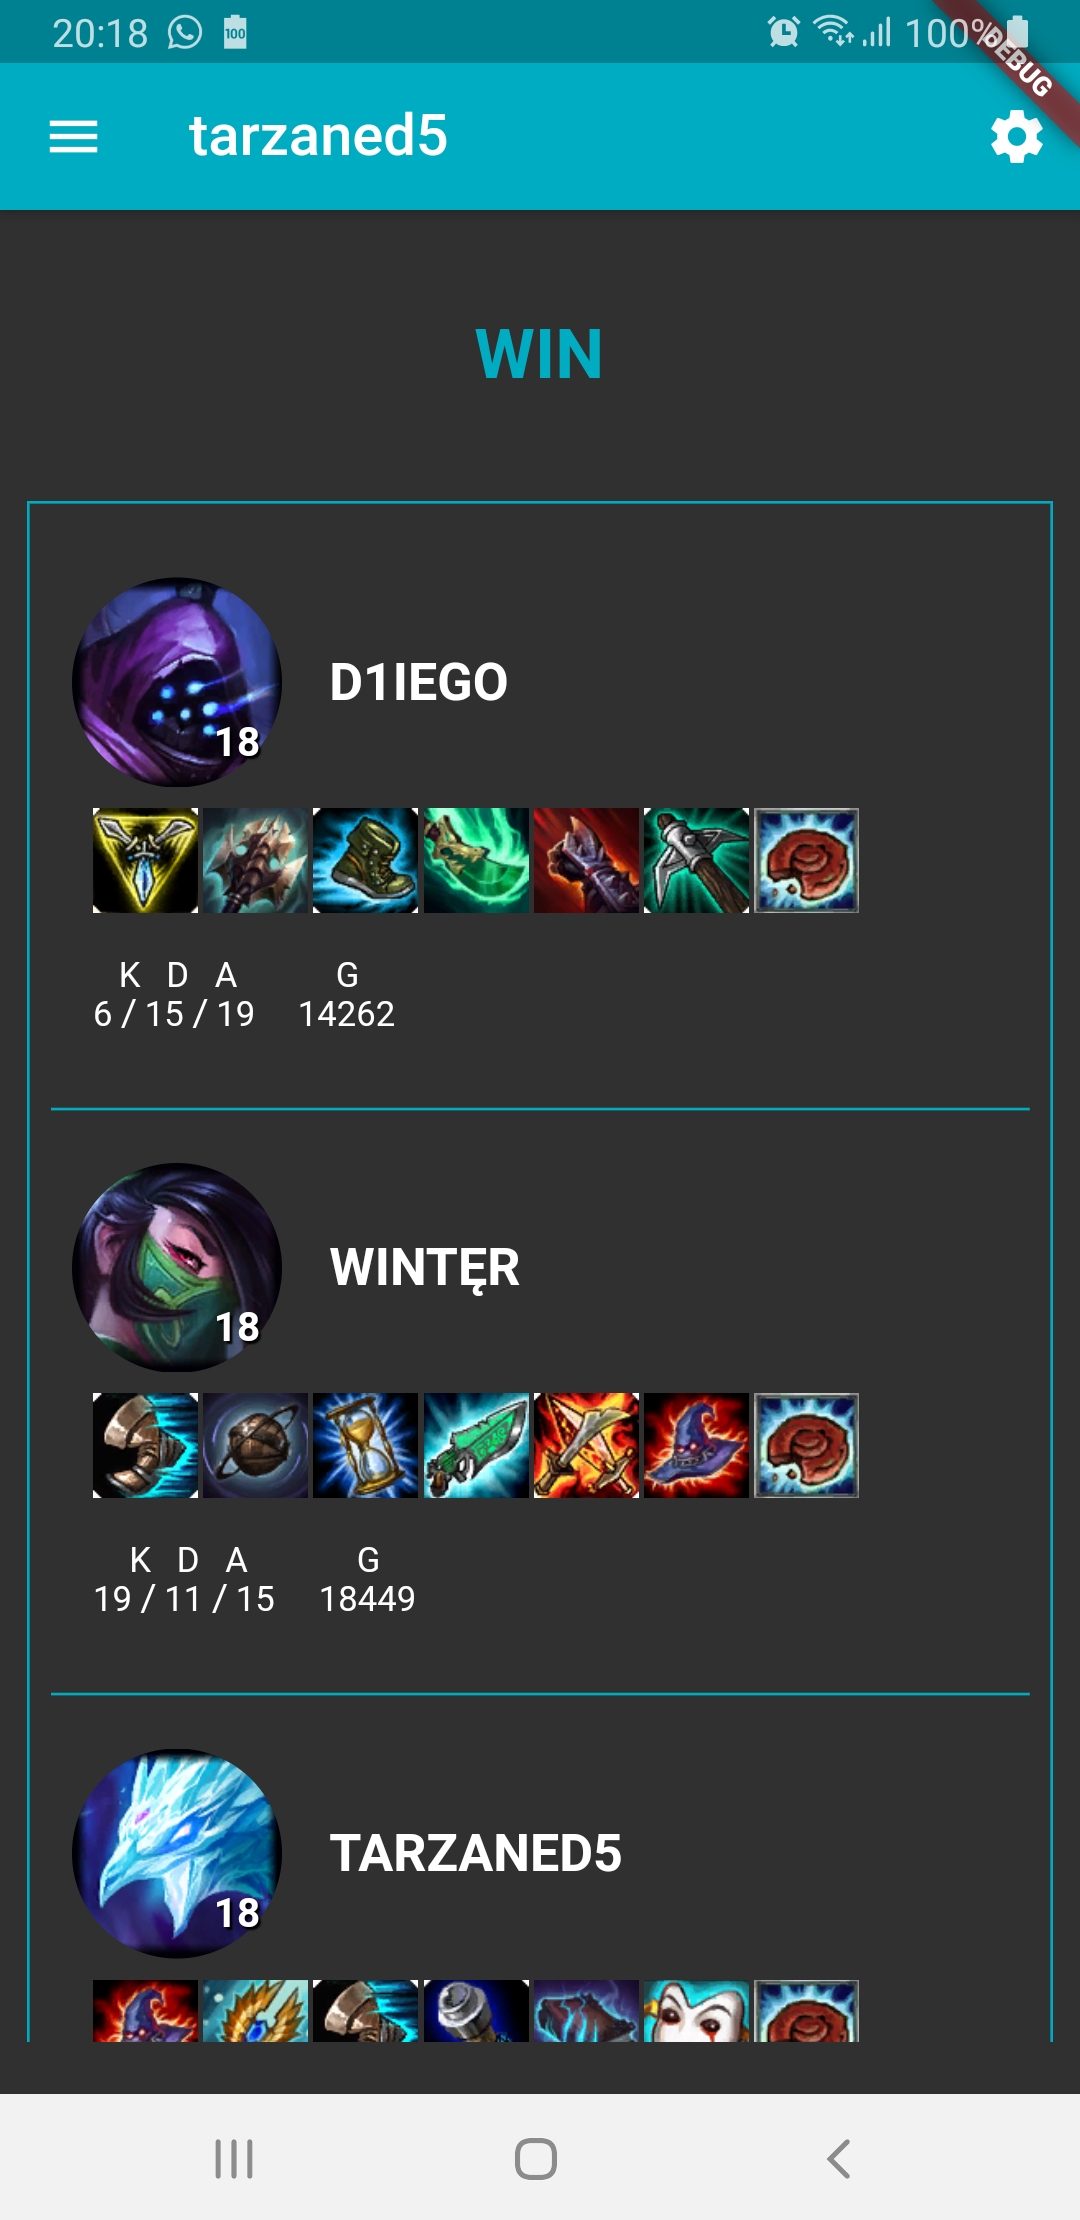 20:18 100 100% DEBUG
tarzaned5
WIN
D1IEGO
18
K D A G
6 / 15 / 19 14262
WINTĘR
18
K D A G
19 / 11 / 15 18449
TARZANED5
18